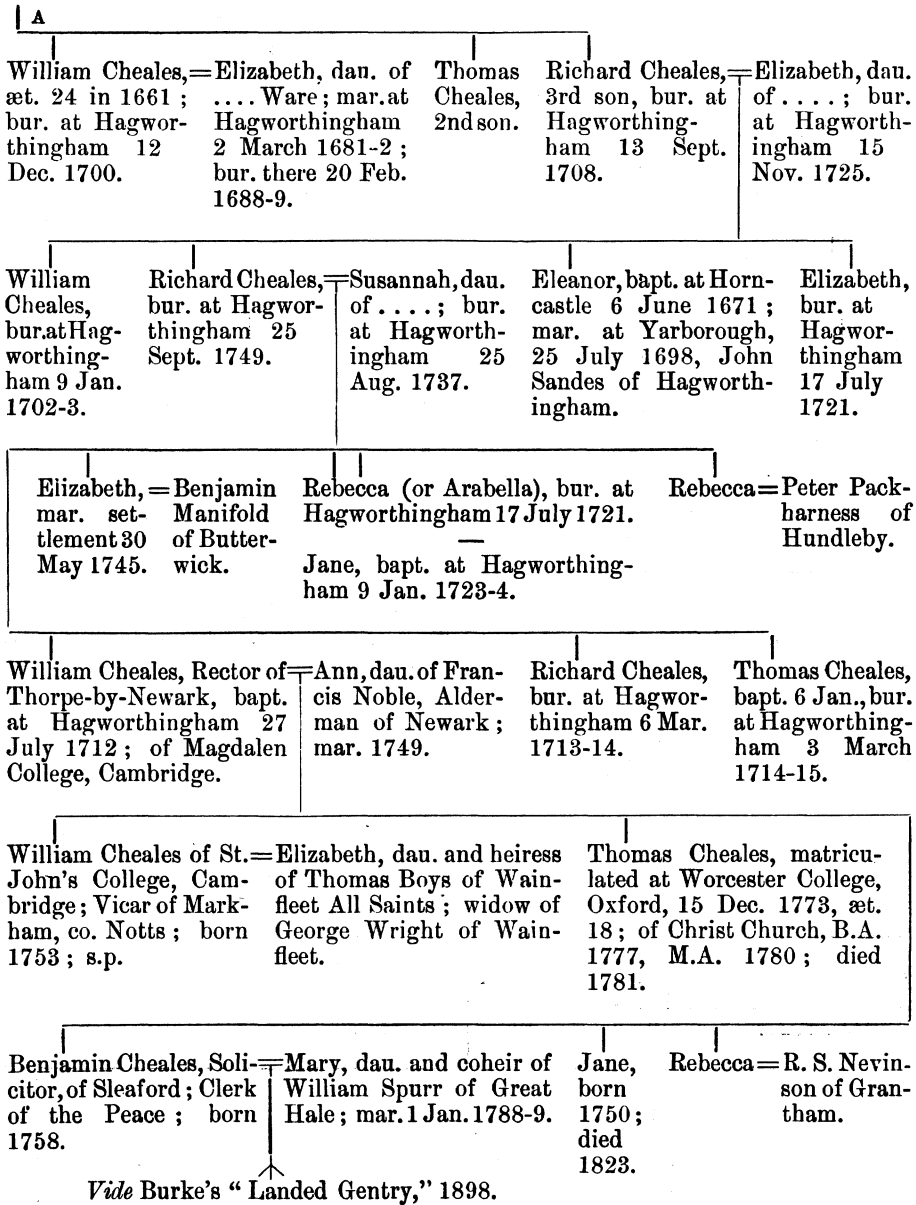 A
William Cheales,=
æt. 24 in 1661 ;
bur. at Hagwor-
thingham 12
Dec. 1700.
Elizabeth, dau. of
.... Ware ; mar. at
Hagworthingham
2 March 1681-2 ;
bur. there 20 Feb.
1688-9.
Thomas
Cheales,
2nd son.
Richard Cheales,=
3rd son, bur. at
Hagworthing-
ham 13 Sept.
1708.
Elizabeth, dau.
of .... ; bur.
at Hagworth-
ingham 15
Nov. 1725.
William
Cheales,
bur. at Hag-
worthing-
ham 9 Jan.
1702-3.
Richard Cheales,=
bur. at Hagwor-
thingham 25
Sept. 1749.
Susannah, dau.
of .... ; bur.
at Hagworth-
ingham 25
Aug. 1737.
Eleanor, bapt. at Horn-
castle 6 June 1671 ;
mar. at Yarborough,
25 July 1698, John
Sandes of Hagworth-
ingham.
Elizabeth,
bur. at
Hagwor-
thingham
17 July
1721.
Elizabeth,=
mar. set-
tlement 30
May 1745.
Benjamin
Manifold
of Butter-
wick.
Rebecca (or Arabella), bur. at
Hagworthingham 17 July 1721.
—
Jane, bapt. at Hagworthing-
ham 9 Jan. 1723-4.
Rebecca=
Peter Pack-
harness of
Hundleby.
William Cheales, Rector of=
Thorpe-by-Newark, bapt.
at Hagworthingham 27
July 1712 ; of Magdalen
College, Cambridge.
Ann, dau. of Fran-
cis Noble, Alder-
man of Newark ;
mar. 1749.
Richard Cheales,
bur. at Hagwor-
thingham 6 Mar.
1713-14.
Thomas Cheales,
bapt. 6 Jan., bur.
at Hagworthing-
ham 3 March
1714-15.
William Cheales of St.=
John's College, Cam-
bridge ; Vicar of Mark-
ham, co. Notts ; born
1753 ; s.p.
Elizabeth, dau. and heiress
of Thomas Boys of Wain-
fleet All Saints ; widow of
George Wright of Wain-
fleet.
Thomas Cheales, matricu-
lated at Worcester College,
Oxford, 15 Dec. 1773, æt.
18 ; of Christ Church, B.A.
1777, M.A. 1780 ; died
1781.
Benjamin Cheales, Soli-=
citor, of Sleaford ; Clerk
of the Peace ; born
1758.
Mary, dau. and coheir of
William Spurr of Great
Hale ; mar. 1 Jan. 1788-9.
Jane,
born
1750 ;
died
1823.
Rebecca=
R. S. Nevin-
son of Gran-
tham.
Vide Burke's “ Landed Gentry,” 1898.